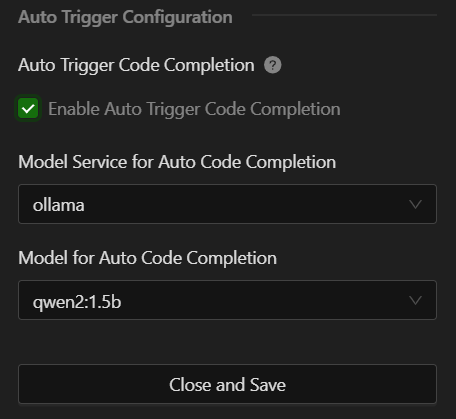 Auto Trigger Configuration
Auto Trigger Code Completion ?
Enable Auto Trigger Code Completion
Model Service for Auto Code Completion
ollama
Model for Auto Code Completion
qwen2:1.5b
Close and Save